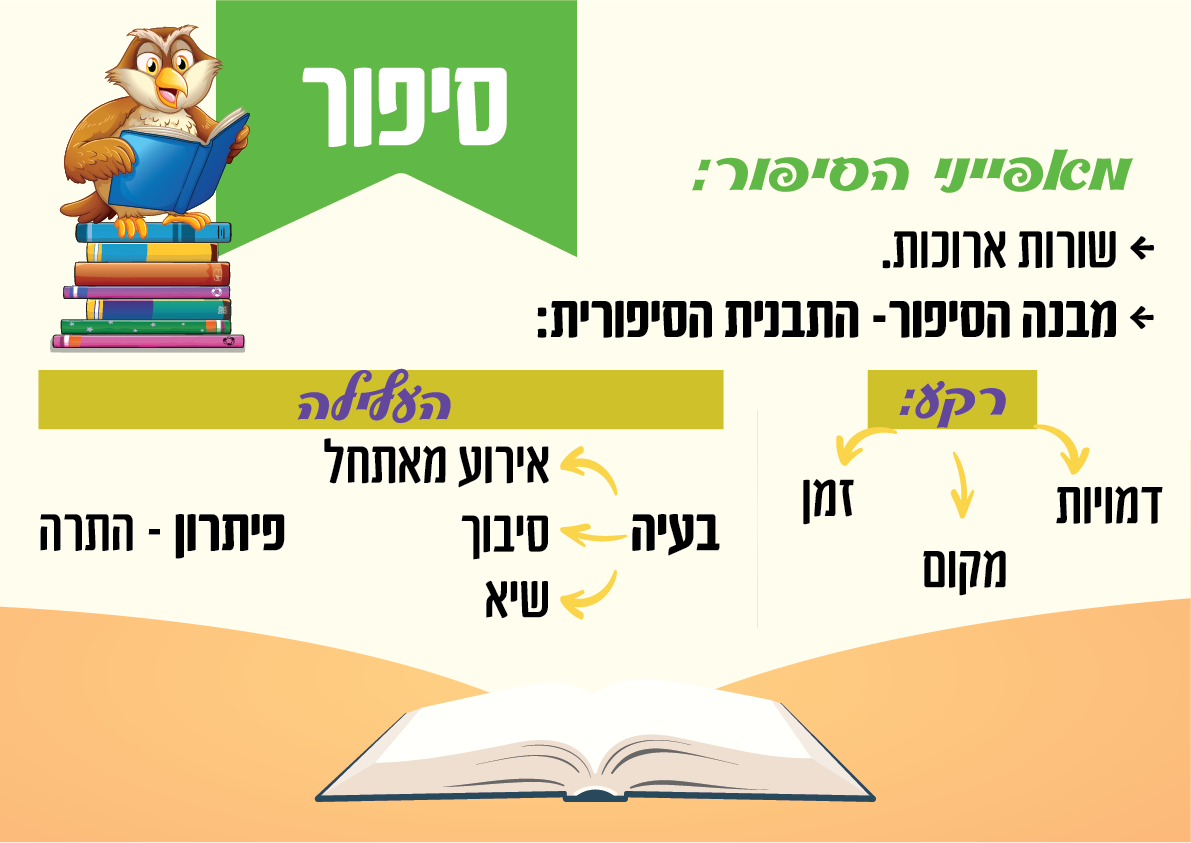 סיפור
מאפייני הסיפור:
← שורות ארוכות.
← מבנה הסיפור- התבנית הסיפורית:
רקע:
דמויות
מקום
זמן
העלילה
בעיה
אירוע מאתחל
סיבוך
שיא
פיתרון - התרה